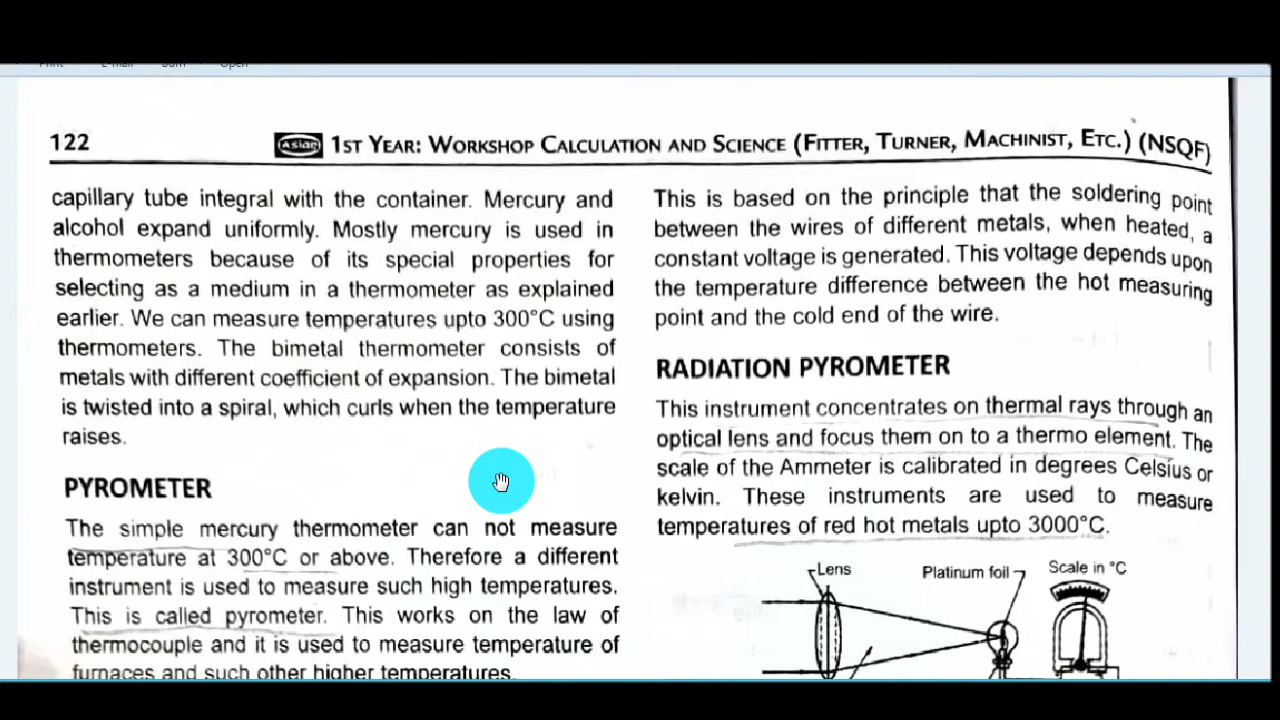 122
Asian 1ST YEAR: WORKSHOP CALCULATION AND SCIENCE (FITTER, TURNER, MACHINIST, ETC.) (NSQF)
capillary tube integral with the container. Mercury and
alcohol expand uniformly. Mostly mercury is used in
thermometers because of its special properties for
selecting as a medium in a thermometer as explained
earlier. We can measure temperatures upto 300°C using
thermometers. The bimetal thermometer consists of
metals with different coefficient of expansion. The bimetal
is twisted into a spiral, which curls when the temperature
raises.
PYROMETER
The simple mercury thermometer can not measure
temperature at 300°C or above. Therefore a different
instrument is used to measure such high temperatures.
This is called pyrometer. This works on the law of
thermocouple and it is used to measure temperature of
furnaces and such other higher temperatures.
This is based on the principle that the soldering point
between the wires of different metals, when heated, a
constant voltage is generated. This voltage depends upon
the temperature difference between the hot measuring
point and the cold end of the wire.
RADIATION PYROMETER
This instrument concentrates on thermal rays through an
optical lens and focus them on to a thermo element. The
scale of the Ammeter is calibrated in degrees Celsius or
kelvin. These instruments are used to measure
temperatures of red hot metals upto 3000°C.
Lens
Platinum foil
Scale in °C